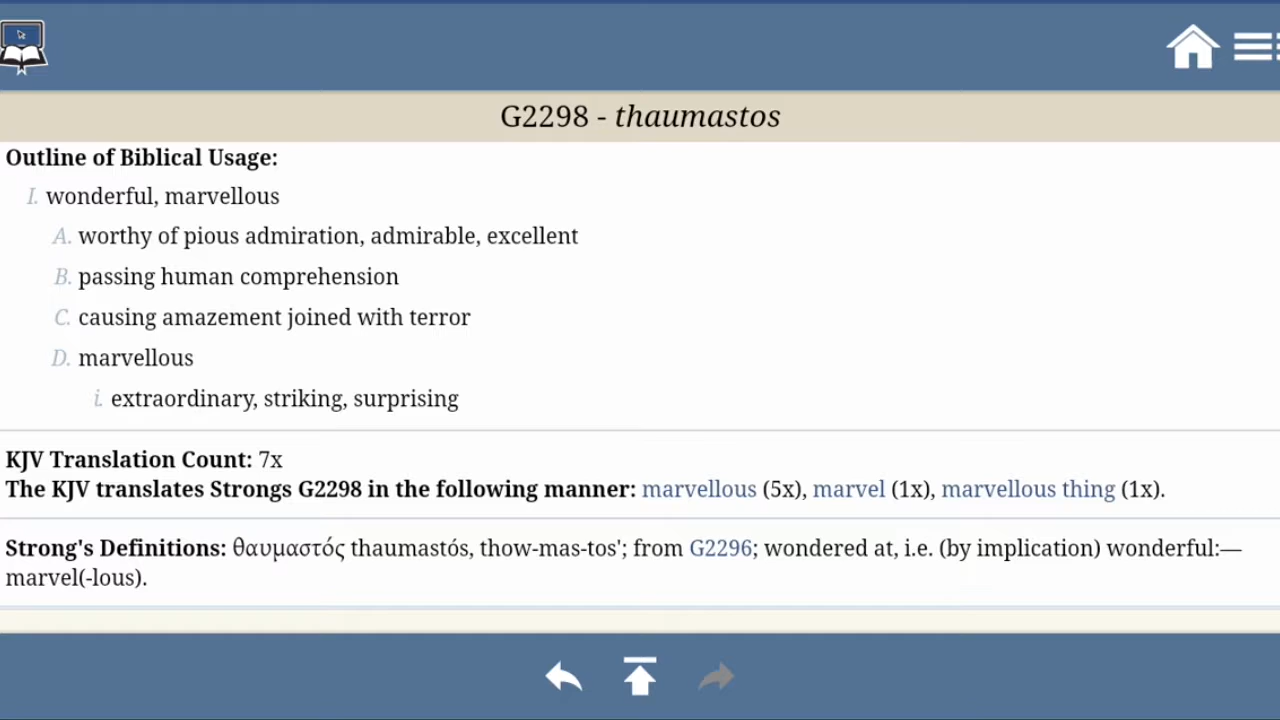 G2298 - thaumastos
Outline of Biblical Usage:
I. wonderful, marvellous
A. worthy of pious admiration, admirable, excellent
B. passing human comprehension
C. causing amazement joined with terror
D. marvellous
i. extraordinary, striking, surprising
KJV Translation Count: 7x
The KJV translates Strongs G2298 in the following manner: marvellous (5x), marvel (1x), marvellous thing (1x).
Strong's Definitions: θαυμαστός thaumastós, thow-mas-tos'; from G2296; wondered at, i.e. (by implication) wonderful:—
marvel(-lous).